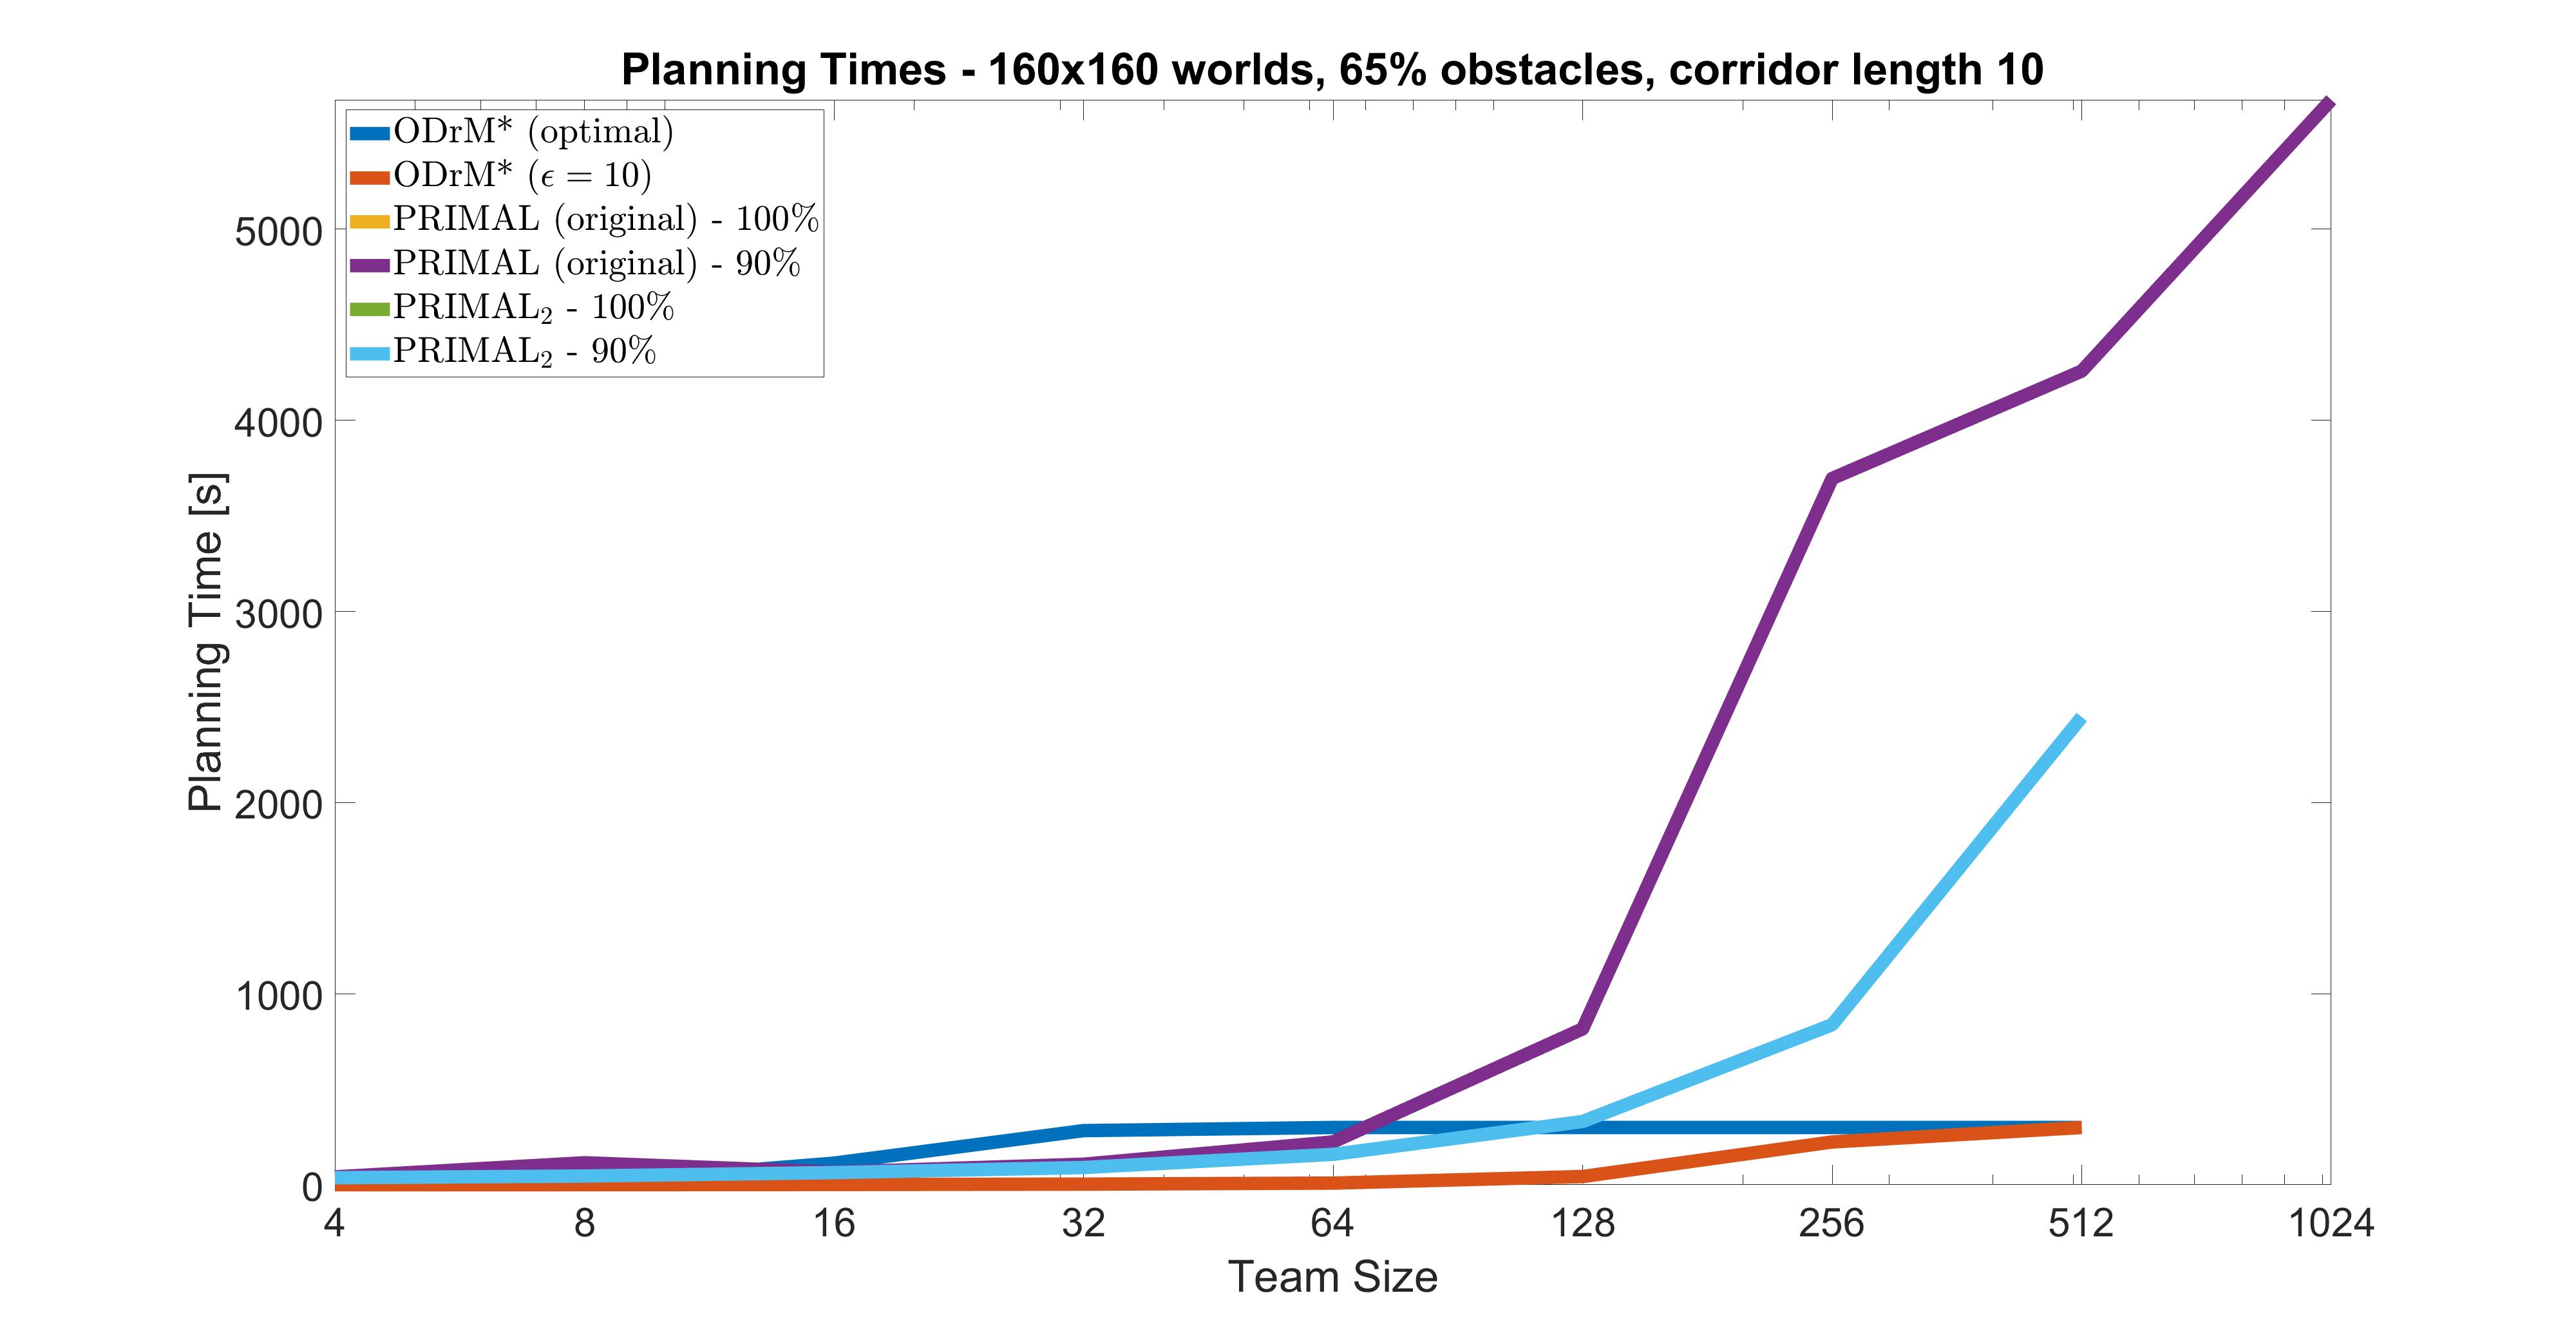 Planning Times - 160x160 worlds, 65% obstacles, corridor length 10
ODrM* (optimal)
ODrM* (ϵ = 10)
PRIMAL (original) - 100%
PRIMAL (original) - 90%
PRIMAL₂ - 100%
PRIMAL₂ - 90%
Planning Time [s]
5000
4000
3000
2000
1000
0
4 8 16 32 64 128 256 512 1024
Team Size